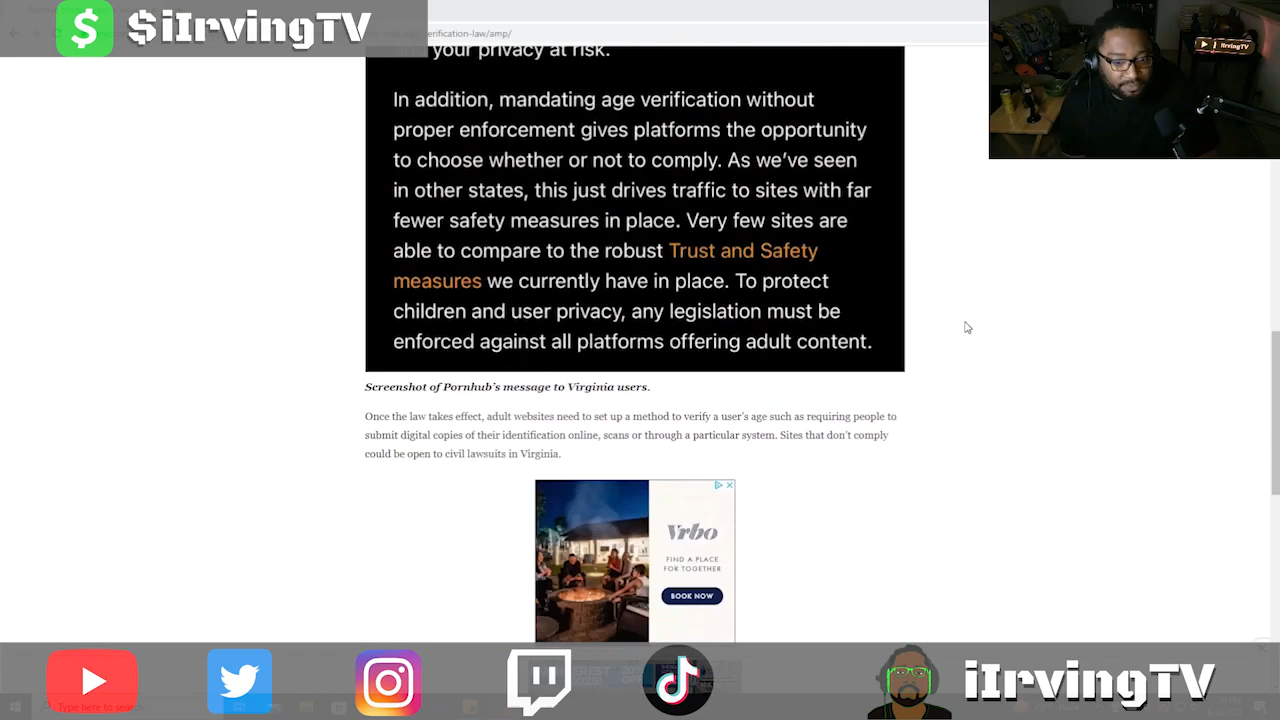 $iIrvingTV
erification-law/amp/
iIrvingTV
and your privacy at risk.
In addition, mandating age verification without
proper enforcement gives platforms the opportunity
to choose whether or not to comply. As we've seen
in other states, this just drives traffic to sites with far
fewer safety measures in place. Very few sites are
able to compare to the robust Trust and Safety
measures we currently have in place. To protect
children and user privacy, any legislation must be
enforced against all platforms offering adult content.
Screenshot of Pornhub's message to Virginia users.
Once the law takes effect, adult websites need to set up a method to verify a user's age such as requiring people to
submit digital copies of their identification online, scans or through a particular system. Sites that don't comply
could be open to civil lawsuits in Virginia.
Vrbo
FIND A PLACE
FOR TOGETHER
BOOK NOW
iIrvingTV
Type here to search